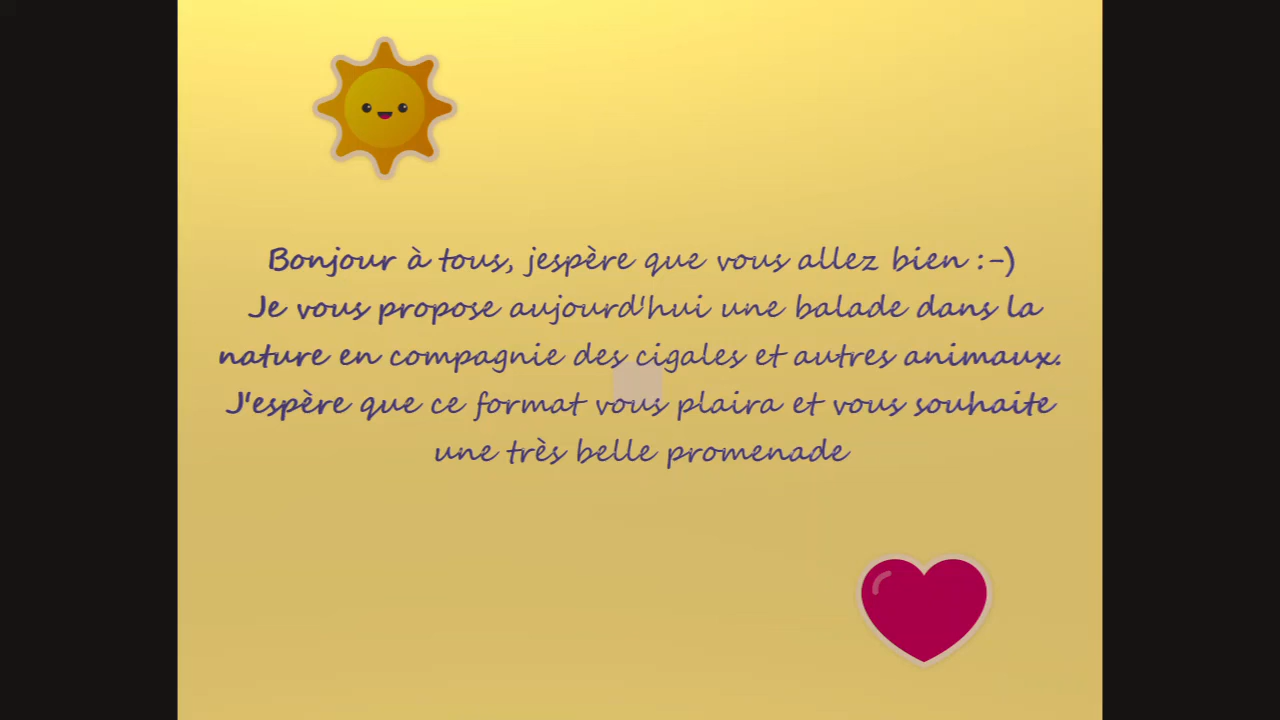 Bonjour à tous, jespère que vous allez bien :-)
Je vous propose aujourd'hui une balade dans la
nature en compagnie des cigales et autres animaux.
J'espère que ce format vous plaira et vous souhaite
une très belle promenade